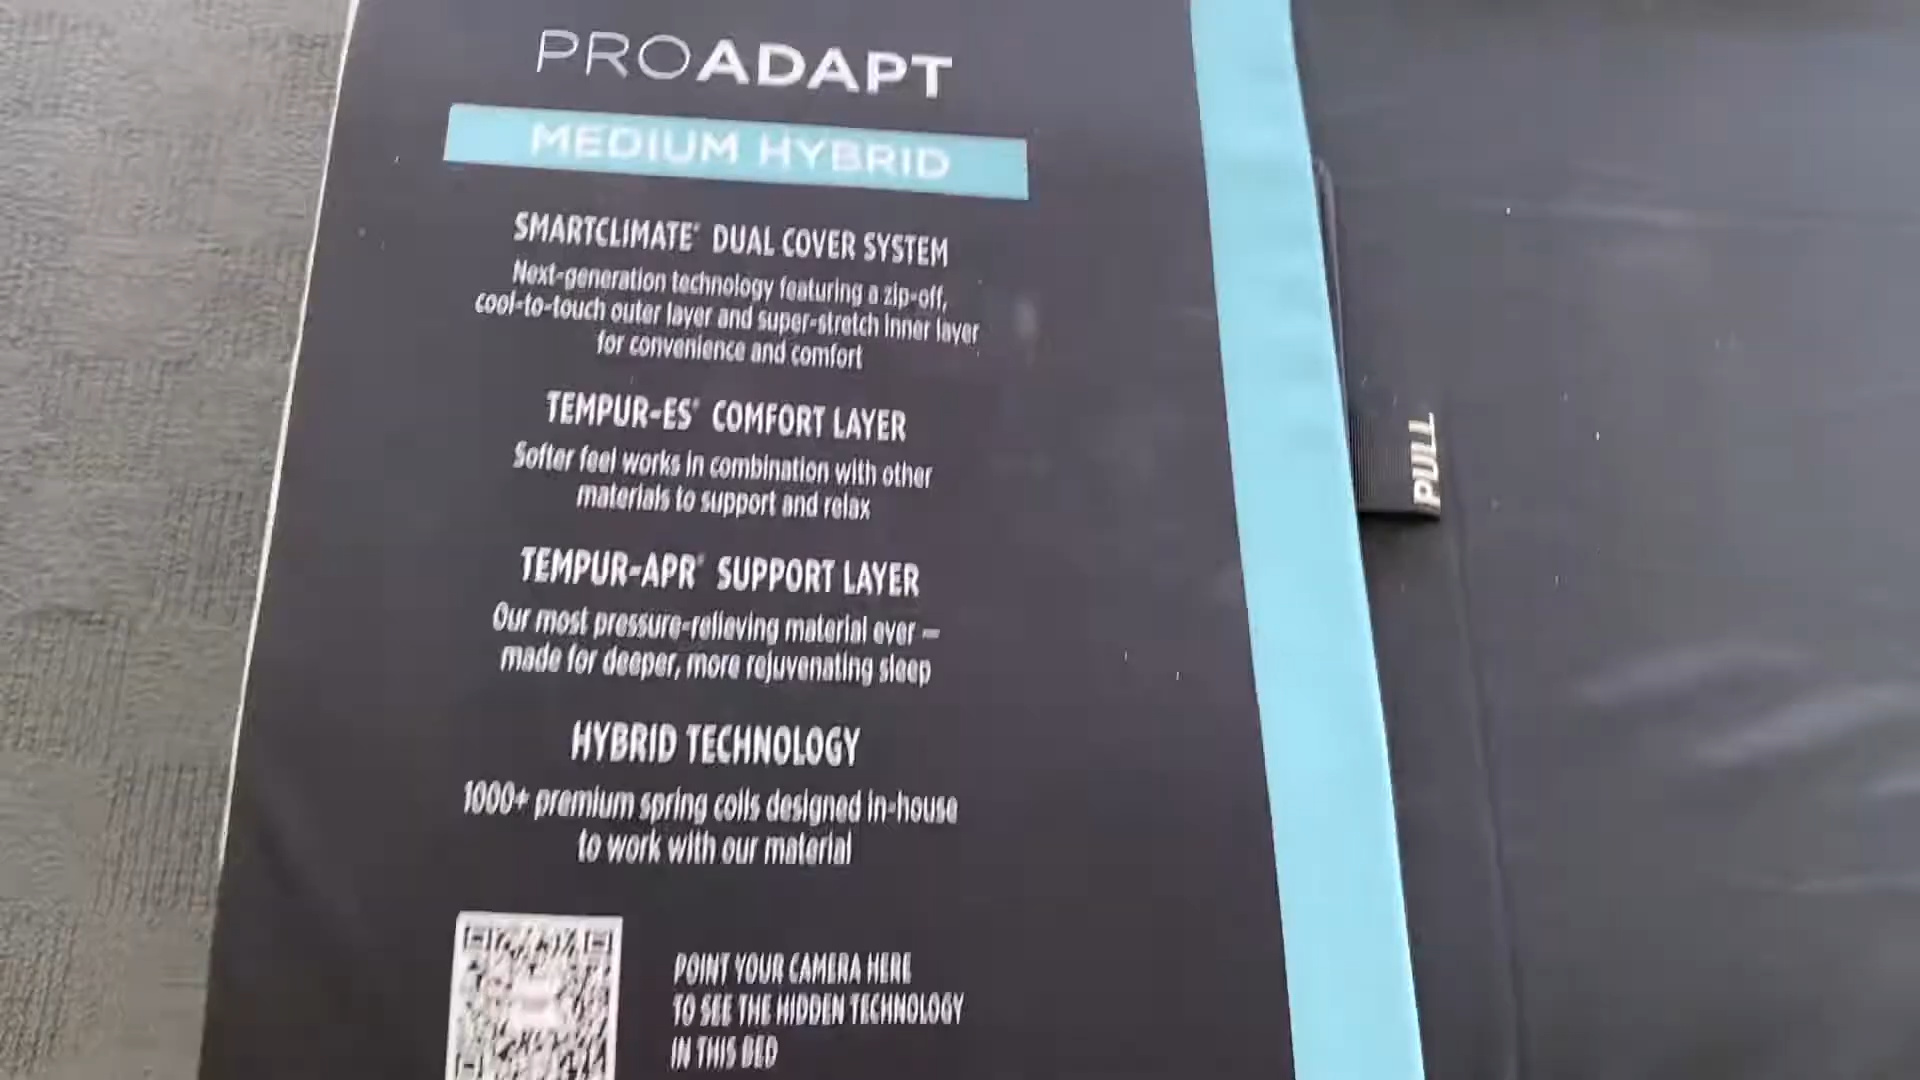 PROADAPT
MEDIUM HYBRID
SMARTCLIMATE® DUAL COVER SYSTEM
Next-generation technology featuring a zip-off,
cool-to-touch outer layer and super-stretch inner layer
for convenience and comfort
TEMPUR-ES® COMFORT LAYER
Softer feel works in combination with other
materials to support and relax
TEMPUR-APR® SUPPORT LAYER
Our most pressure-relieving material ever –
made for deeper, more rejuvenating sleep
HYBRID TECHNOLOGY
1000+ premium spring coils designed in-house
to work with our material
POINT YOUR CAMERA HERE
TO SEE THE HIDDEN TECHNOLOGY
IN THIS BED
PULL